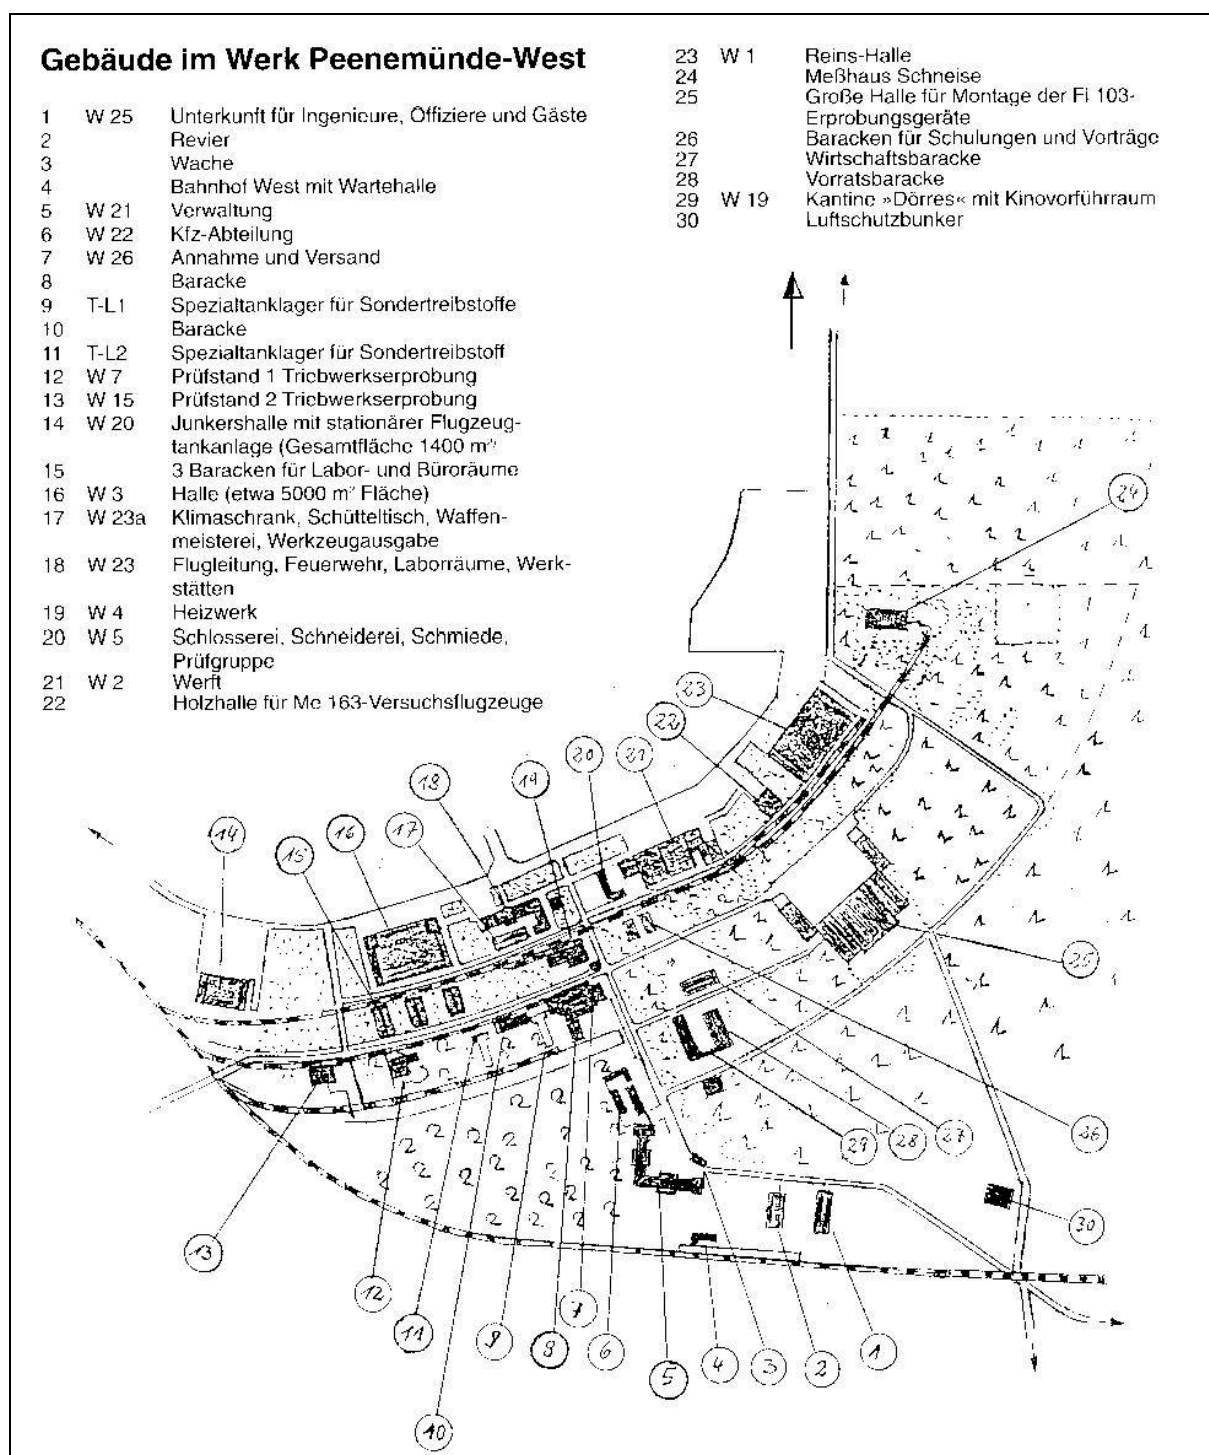 Gebäude im Werk Peenemünde-West
1 W 25 Unterkunft für Ingenieure, Offiziere und Gäste
2 Revier
3 Wache
4 Bahnhof West mit Wartehalle
5 W 21 Verwaltung
6 W 22 Kfz-Abteilung
7 W 26 Annahme und Versand
8 Baracke
9 T-L1 Spezialtanklager für Sondertreibstoffe
10 Baracke
11 T-L2 Spezialtanklager für Sondertreibstoff
12 W 7 Prüfstand 1 Triebwerkserprobung
13 W 15 Prüfstand 2 Triebwerkserprobung
14 W 20 Junkershalle mit stationärer Flugzeug-
tankanlage (Gesamtfläche 1400 m²
15 3 Baracken für Labor- und Büroräume
16 W 3 Halle (etwa 5000 m² Fläche)
17 W 23a Klimaschrank, Schütteltisch, Waffen-
meisterei, Werkzeugausgabe
18 W 23 Flugleitung, Feuerwehr, Laborräume, Werk-
stätten
19 W 4 Heizwerk
20 W 5 Schlosserei, Schneiderei, Schmiede,
Prüfgruppe
21 W 2 Werft
22 Holzhalle für Me 163-Versuchsflugzeuge
23 W 1 Reins-Halle
24 Meßhaus Schneise
25 Große Halle für Montage der Fi 103-
Erprobungsgeräte
26 Baracken für Schulungen und Vorträge
27 Wirtschaftsbaracke
28 Vorratsbaracke
29 W 19 Kantine »Dörres« mit Kinovorführraum
30 Luftschutzbunker
24
23
22
21
20
19
18
17
16
15
14
25
26
27
28
29
30
13
12
11
10
9
8
7
6
5
4
3
2
1